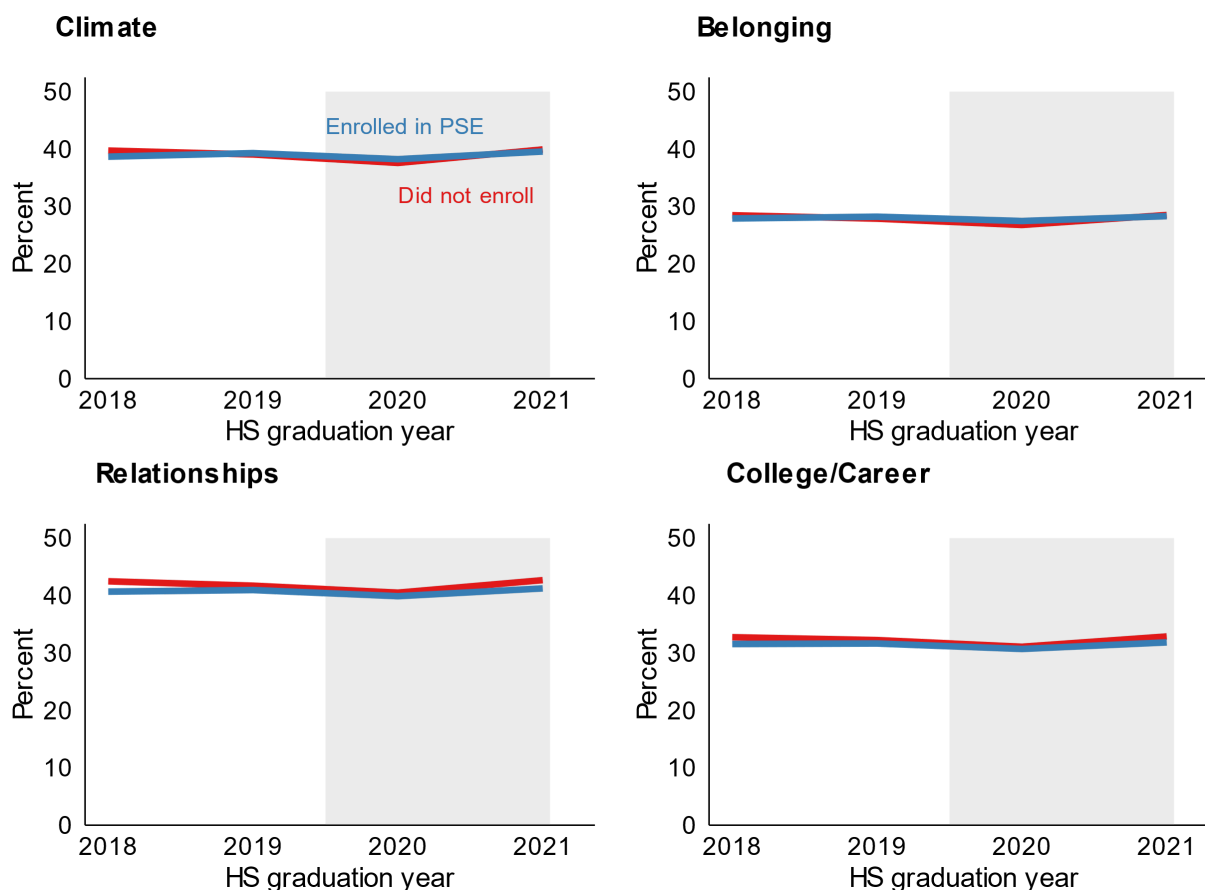 Climate
Percent
50
40
30
20
10
0
Enrolled in PSE
Did not enroll
2018 2019 2020 2021
HS graduation year
Belonging
Percent
50
40
30
20
10
0
2018 2019 2020 2021
HS graduation year
Relationships
Percent
50
40
30
20
10
0
2018 2019 2020 2021
HS graduation year
College/Career
Percent
50
40
30
20
10
0
2018 2019 2020 2021
HS graduation year